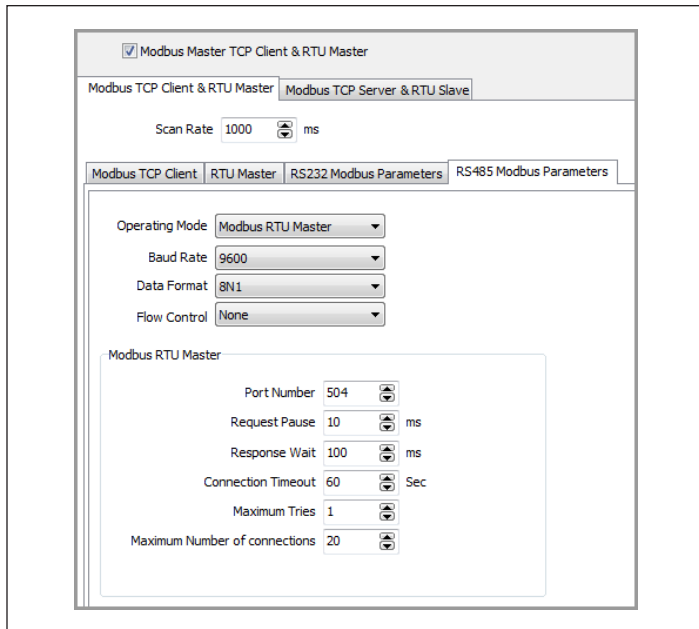 Modbus Master TCP Client & RTU Master
Modbus TCP Client & RTU Master Modbus TCP Server & RTU Slave
Scan Rate 1000 ms
Modbus TCP Client RTU Master RS232 Modbus Parameters RS485 Modbus Parameters
Operating Mode Modbus RTU Master
Baud Rate 9600
Data Format 8N1
Flow Control None
Modbus RTU Master
Port Number 504
Request Pause 10 ms
Response Wait 100 ms
Connection Timeout 60 Sec
Maximum Tries 1
Maximum Number of connections 20